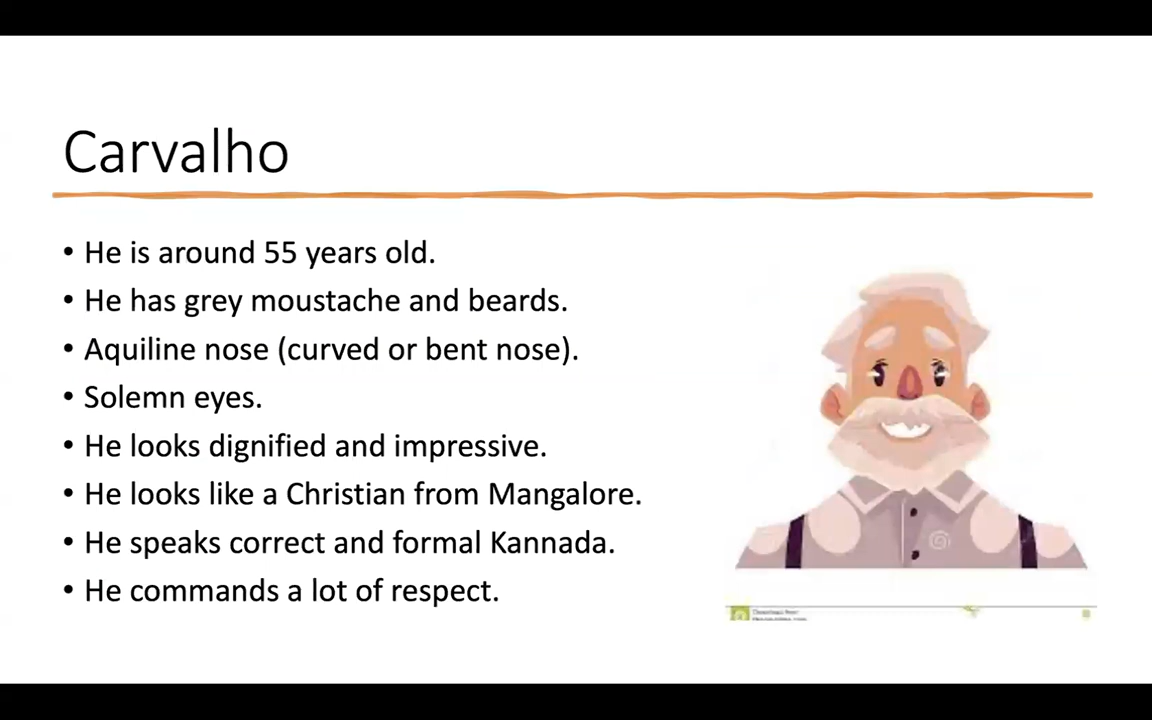 Carvalho
• He is around 55 years old.
• He has grey moustache and beards.
• Aquiline nose (curved or bent nose).
• Solemn eyes.
• He looks dignified and impressive.
• He looks like a Christian from Mangalore.
• He speaks correct and formal Kannada.
• He commands a lot of respect.